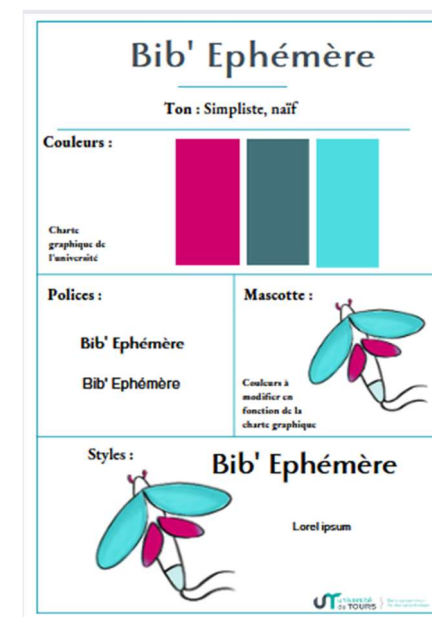 Bib' Ephémère
Ton : Simpliste, naïf
Couleurs :
Charte
graphique de
l'université
Polices :
Bib' Ephémère
Bib' Ephémère
Mascotte :
Couleurs à
modifier en
fonction de la
charte graphique
Styles :
Bib' Ephémère
Lorel ipsum
université
de TOURS